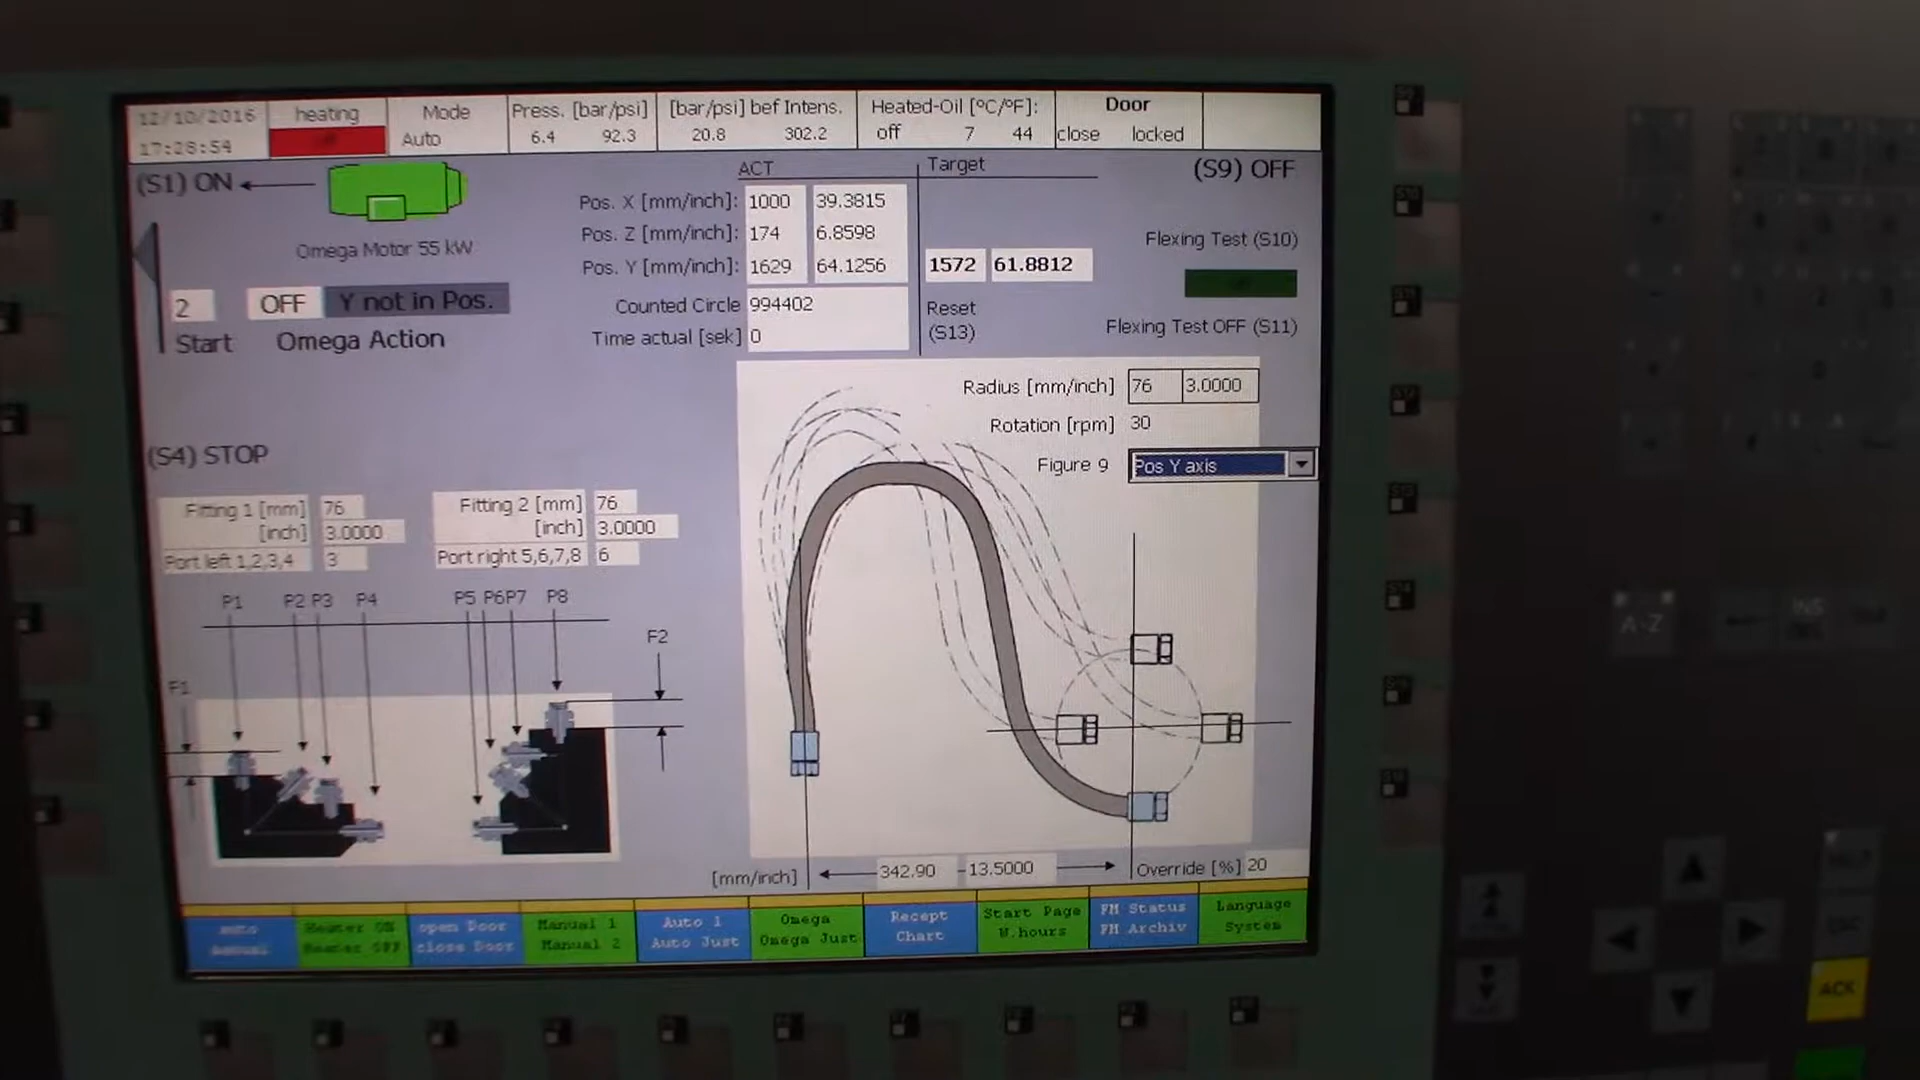 12/10/2016
17:28:54
heating
Mode
Auto
Press. [bar/psi]
6.4 92.3
[bar/psi] bef Intens.
20.8 302.2
Heated-Oil [°C/°F]:
off 7 44
Door
close locked
(S1) ON
Omega Motor 55 kW
2 OFF Y not in Pos.
Start Omega Action
ACT Target
Pos. X [mm/inch]: 1000 39.3815
Pos. Z [mm/inch]: 174 6.8598
Pos. Y [mm/inch]: 1629 64.1256 1572 61.8812
Counted Circle 994402
Time actual [sek] 0
Reset
(S13)
(S9) OFF
Flexing Test (S10)
Flexing Test OFF (S11)
Radius [mm/inch] 76 3.0000
Rotation [rpm] 30
Figure 9 Pos Y axis
(S4) STOP
Fitting 1 [mm] 76
[inch] 3.0000
Port left 1,2,3,4 3
Fitting 2 [mm] 76
[inch] 3.0000
Port right 5,6,7,8 6
P1 P2 P3 P4 P5 P6 P7 P8
F1
F2
[mm/inch] 342.90 13.5000
Override [%] 20
Auto
Manual
Heater ON
Heater OFF
open Door
close Door
Manual 1
Manual 2
Auto 1
Auto Just
Omega
Omega Just
Recept
Chart
Start Page
W.hours
FM Status
FM Archiv
Language
System
A-Z
INS
ACK